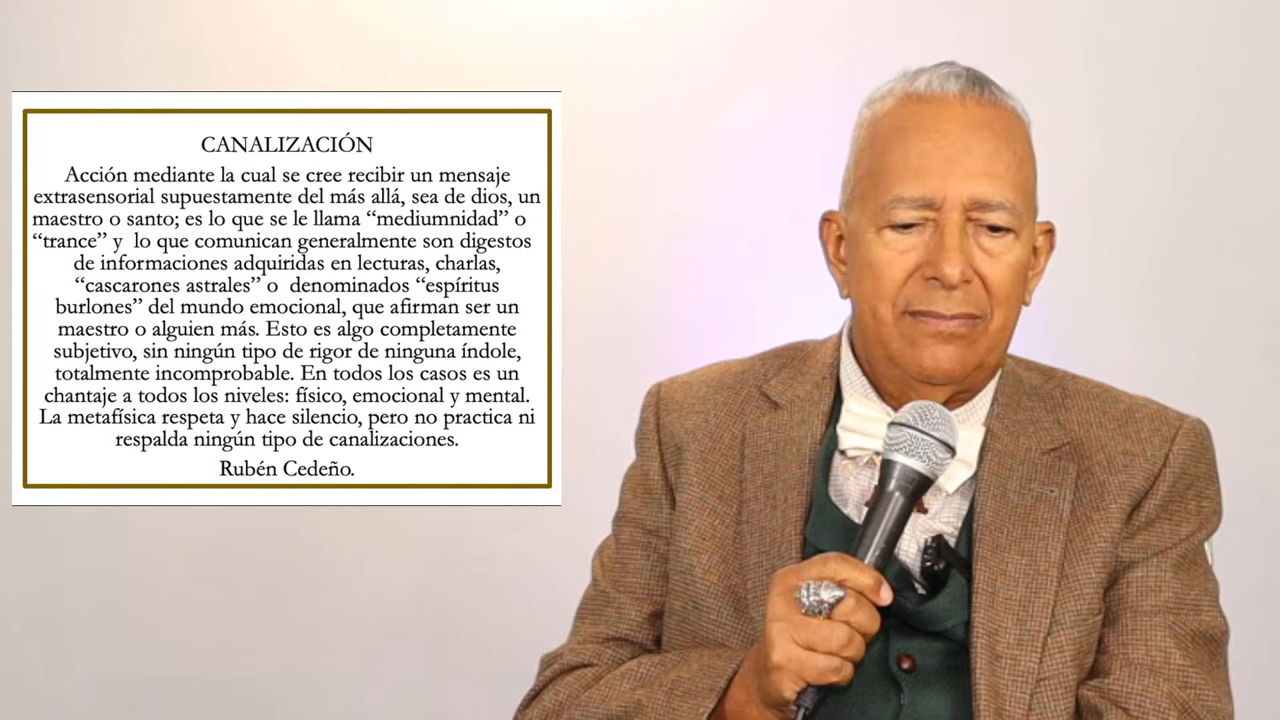 CANALIZACIÓN
Acción mediante la cual se cree recibir un mensaje
extrasensorial supuestamente del más allá, sea de dios, un
maestro o santo; es lo que se le llama “mediumnidad” o
“trance” y lo que comunican generalmente son digestos
de informaciones adquiridas en lecturas, charlas,
“cascarones astrales” o denominados “espíritus
burlones” del mundo emocional, que afirman ser un
maestro o alguien más. Esto es algo completamente
subjetivo, sin ningún tipo de rigor de ninguna índole,
totalmente incomprobable. En todos los casos es un
chantaje a todos los niveles: físico, emocional y mental.
La metafísica respeta y hace silencio, pero no practica ni
respalda ningún tipo de canalizaciones.
Rubén Cedeño.